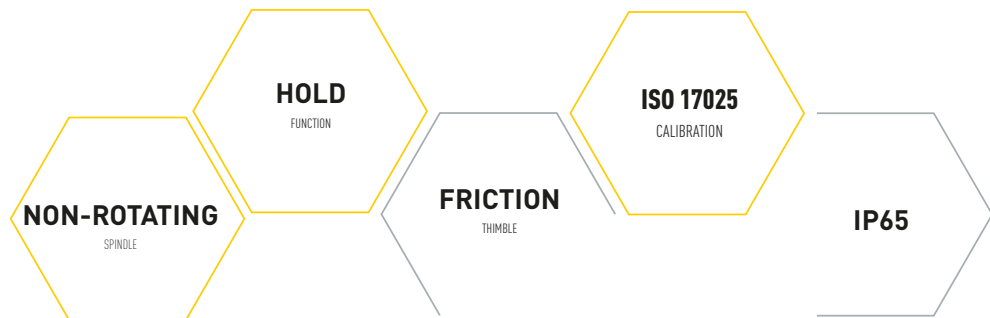 NON-ROTATING
SPINDLE
HOLD
FUNCTION
FRICTION
THIMBLE
ISO 17025
CALIBRATION
IP65